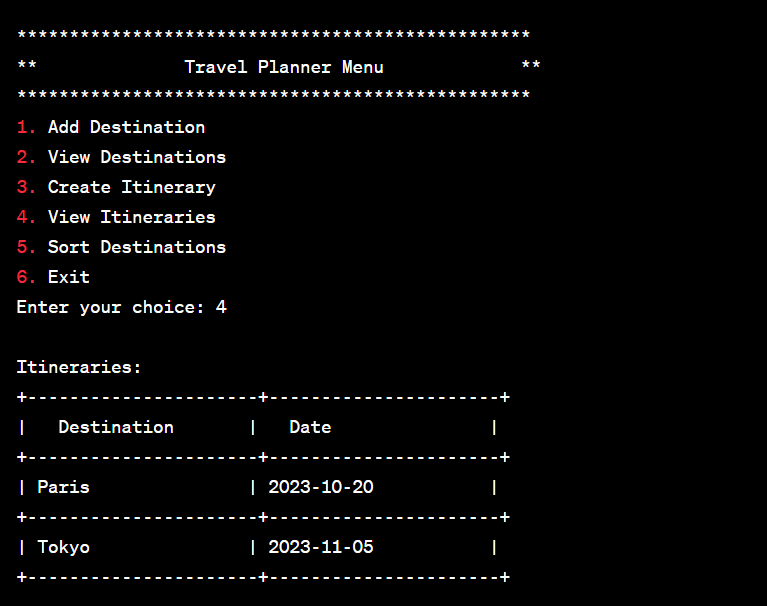 *************************************************
**              Travel Planner Menu             **
*************************************************
1. Add Destination
2. View Destinations
3. Create Itinerary
4. View Itineraries
5. Sort Destinations
6. Exit
Enter your choice: 4

Itineraries:
+----------------------+----------------------+
|   Destination       |   Date               |
+----------------------+----------------------+
| Paris               | 2023-10-20           |
+----------------------+----------------------+
| Tokyo               | 2023-11-05           |
+----------------------+----------------------+